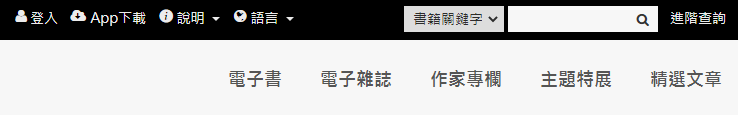 登入 App下載 說明 語言 書籍關鍵字 進階查詢
電子書 電子雜誌 作家專欄 主題特展 精選文章